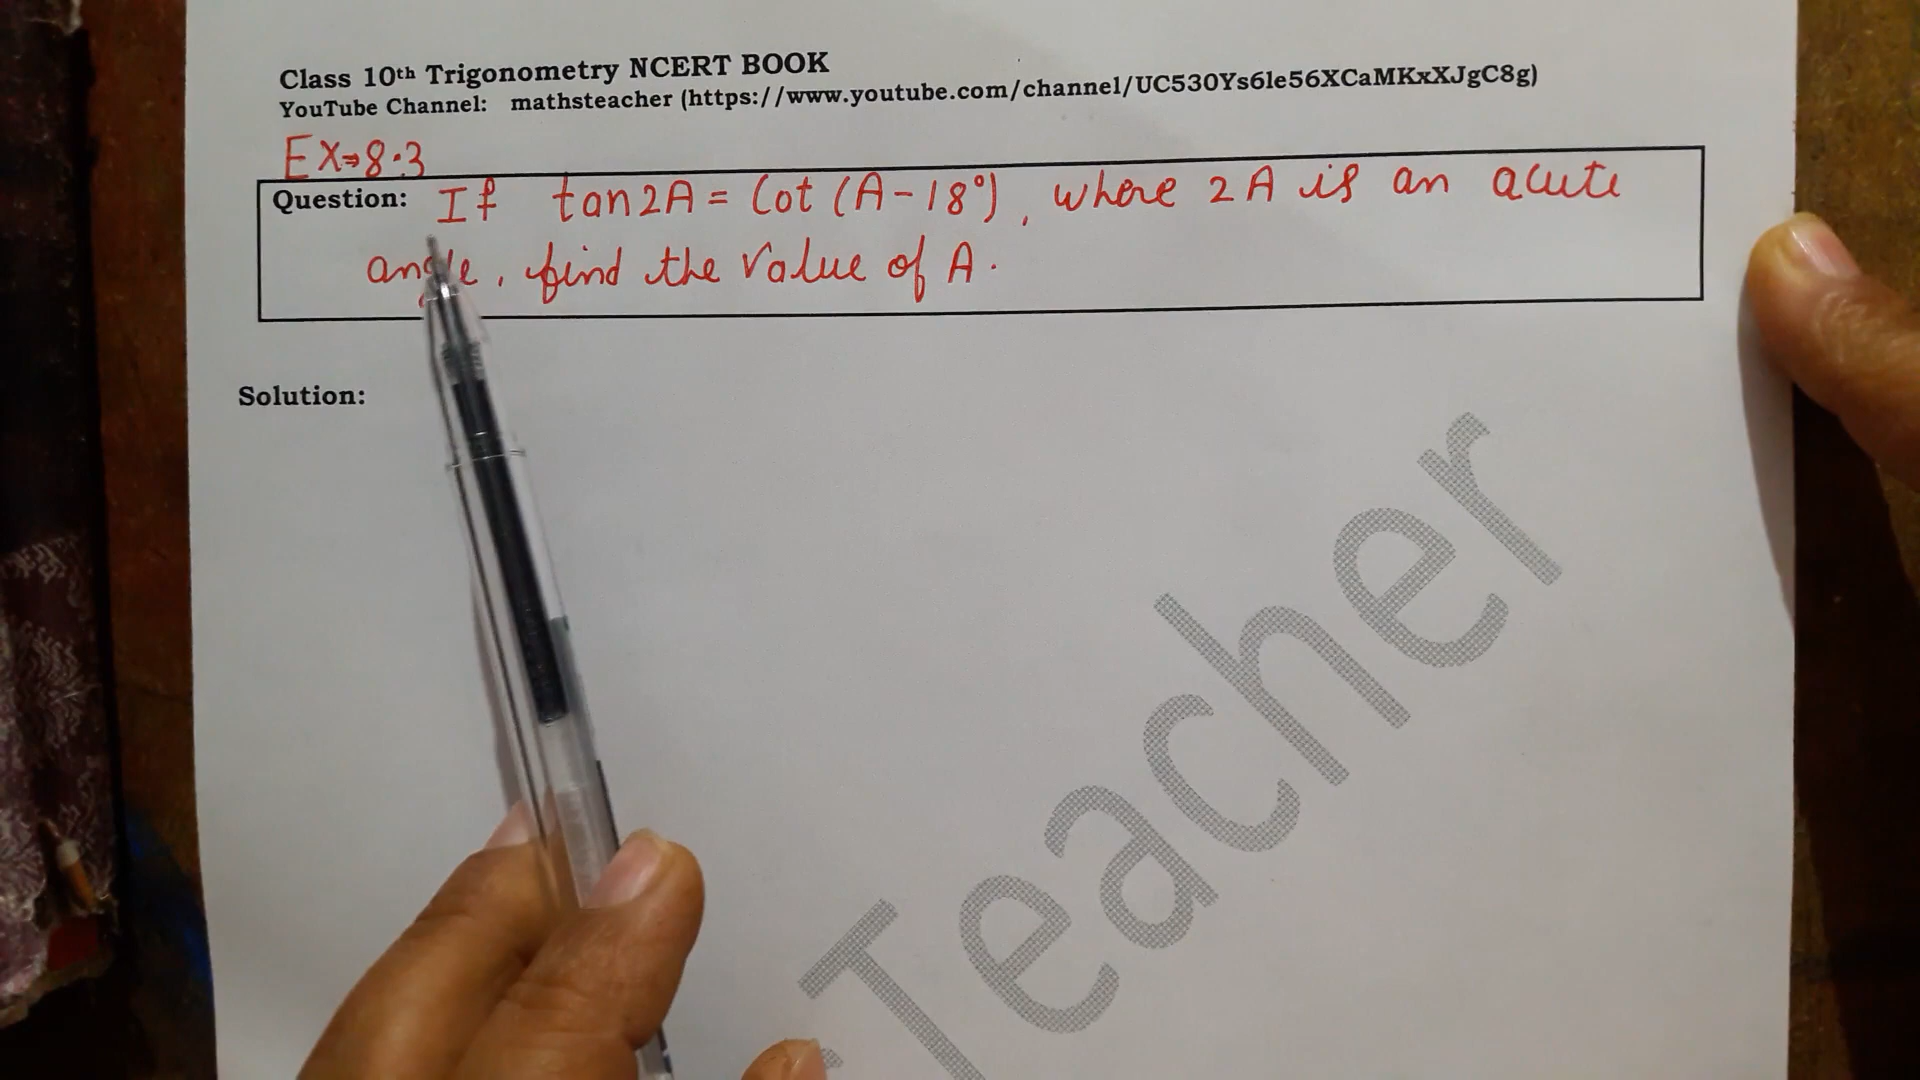 Class 10th Trigonometry NCERT BOOK
YouTube Channel: mathsteacher (https://www.youtube.com/channel/UC530Ys6le56XCaMKxXJgC8g)
EX⇒8.3
Question: If tan2A = Cot (A-18°), where 2A is an acute
angle, find the value of A.
Solution:
Teacher